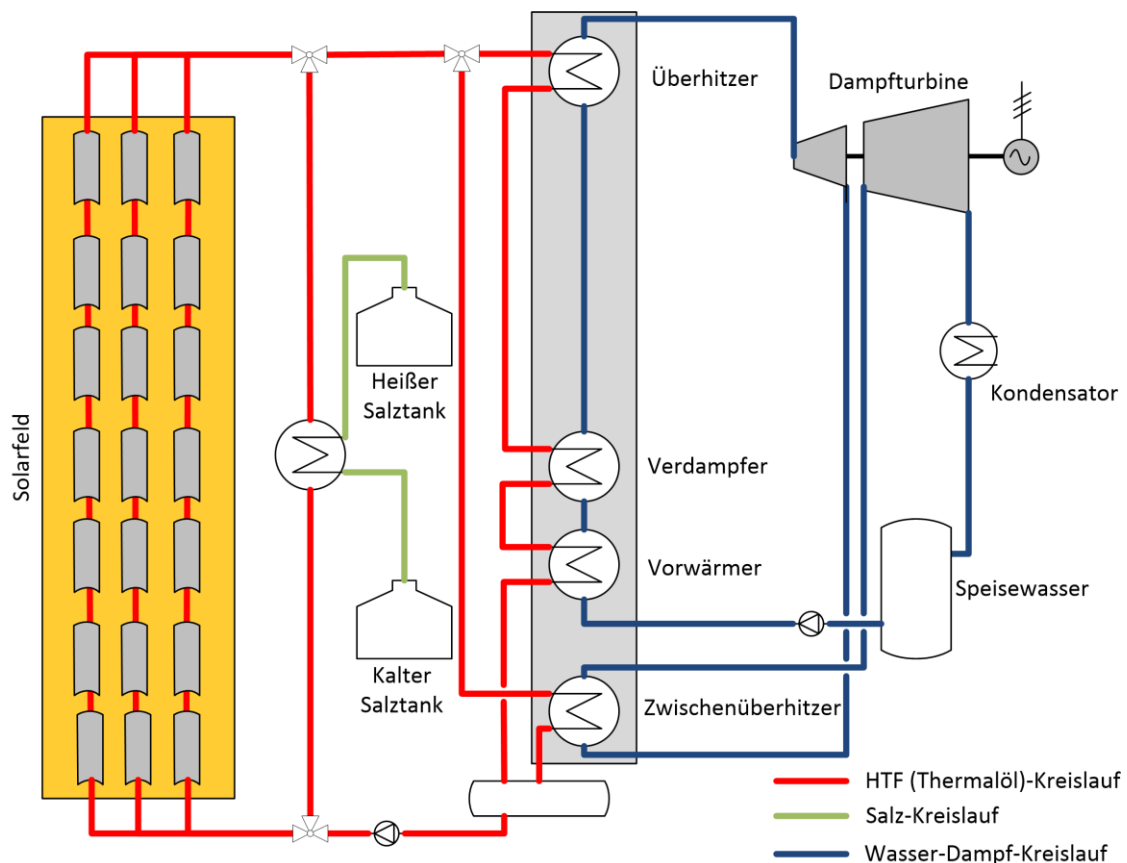 Überhitzer
Dampfturbine
Solarfeld
Heißer
Salztank
Kondensator
Verdampfer
Vorwärmer
Speisewasser
Kalter
Salztank
Zwischenüberhitzer
HTF (Thermalöl)-Kreislauf
Salz-Kreislauf
Wasser-Dampf-Kreislauf